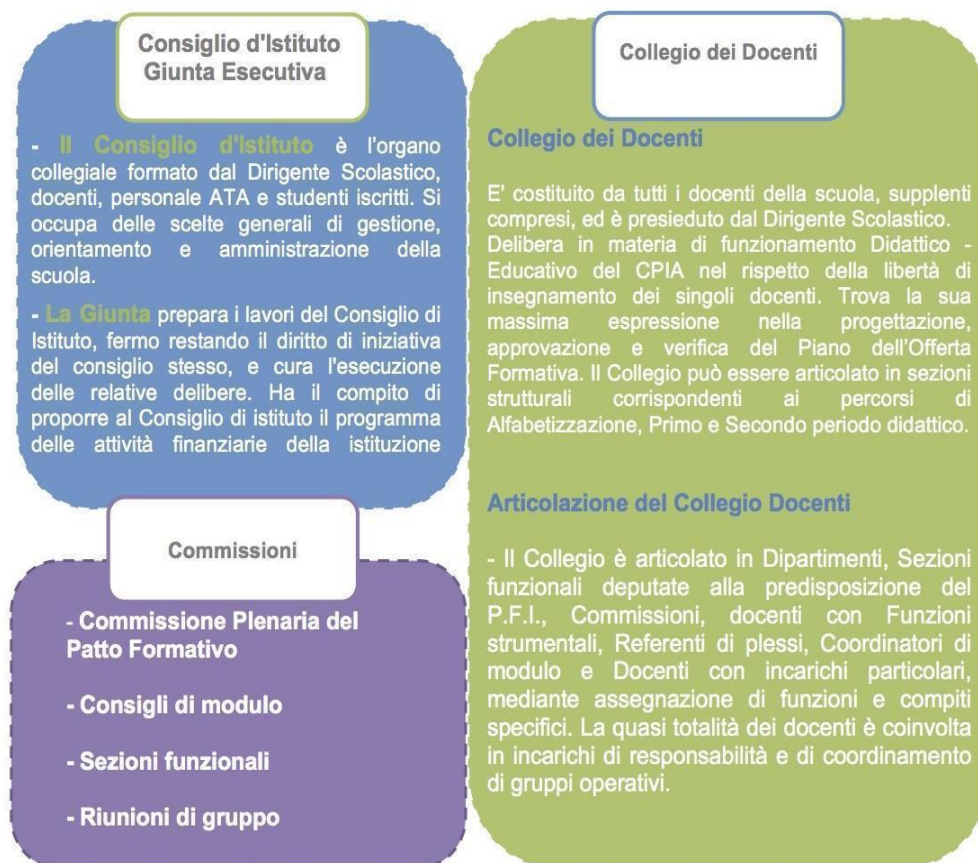 Consiglio d'Istituto
Giunta Esecutiva
- Il Consiglio d'Istituto è l'organo
collegiale formato dal Dirigente Scolastico,
docenti, personale ATA e studenti iscritti. Si
occupa delle scelte generali di gestione,
orientamento e amministrazione della
scuola.
- La Giunta prepara i lavori del Consiglio di
Istituto, fermo restando il diritto di iniziativa
del consiglio stesso, e cura l'esecuzione
delle relative delibere. Ha il compito di
proporre al Consiglio di istituto il programma
delle attività finanziarie della istituzione
Commissioni
- Commissione Plenaria del
Patto Formativo
- Consigli di modulo
- Sezioni funzionali
- Riunioni di gruppo
Collegio dei Docenti
Collegio dei Docenti
E' costituito da tutti i docenti della scuola, supplenti
compresi, ed è presieduto dal Dirigente Scolastico.
Delibera in materia di funzionamento Didattico -
Educativo del CPIA nel rispetto della libertà di
insegnamento dei singoli docenti. Trova la sua
massima espressione nella progettazione,
approvazione e verifica del Piano dell'Offerta
Formativa. Il Collegio può essere articolato in sezioni
strutturali corrispondenti ai percorsi di
Alfabetizzazione, Primo e Secondo periodo didattico.
Articolazione del Collegio Docenti
- Il Collegio è articolato in Dipartimenti, Sezioni
funzionali deputate alla predisposizione del
P.F.I., Commissioni, docenti con Funzioni
strumentali, Referenti di plessi, Coordinatori di
modulo e Docenti con incarichi particolari,
mediante assegnazione di funzioni e compiti
specifici. La quasi totalità dei docenti è coinvolta
in incarichi di responsabilità e di coordinamento
di gruppi operativi.